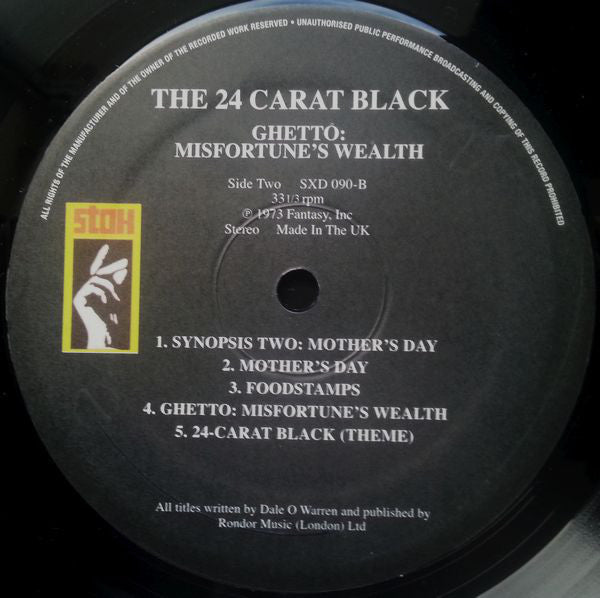 ALL RIGHTS OF THE MANUFACTURER AND OF THE OWNER OF THE RECORDED WORK RESERVED • UNAUTHORISED PUBLIC PERFORMANCE BROADCASTING AND COPYING OF THIS RECORD PROHIBITED
THE 24 CARAT BLACK
GHETTO:
MISFORTUNE'S WEALTH
Side Two SXD 090-B
33 1/3 rpm
℗ 1973 Fantasy, Inc
Stereo Made In The UK
stax
1. SYNOPSIS TWO: MOTHER'S DAY
2. MOTHER'S DAY
3. FOODSTAMPS
4. GHETTO: MISFORTUNE'S WEALTH
5. 24-CARAT BLACK (THEME)
All titles written by Dale O Warren and published by
Rondor Music (London) Ltd